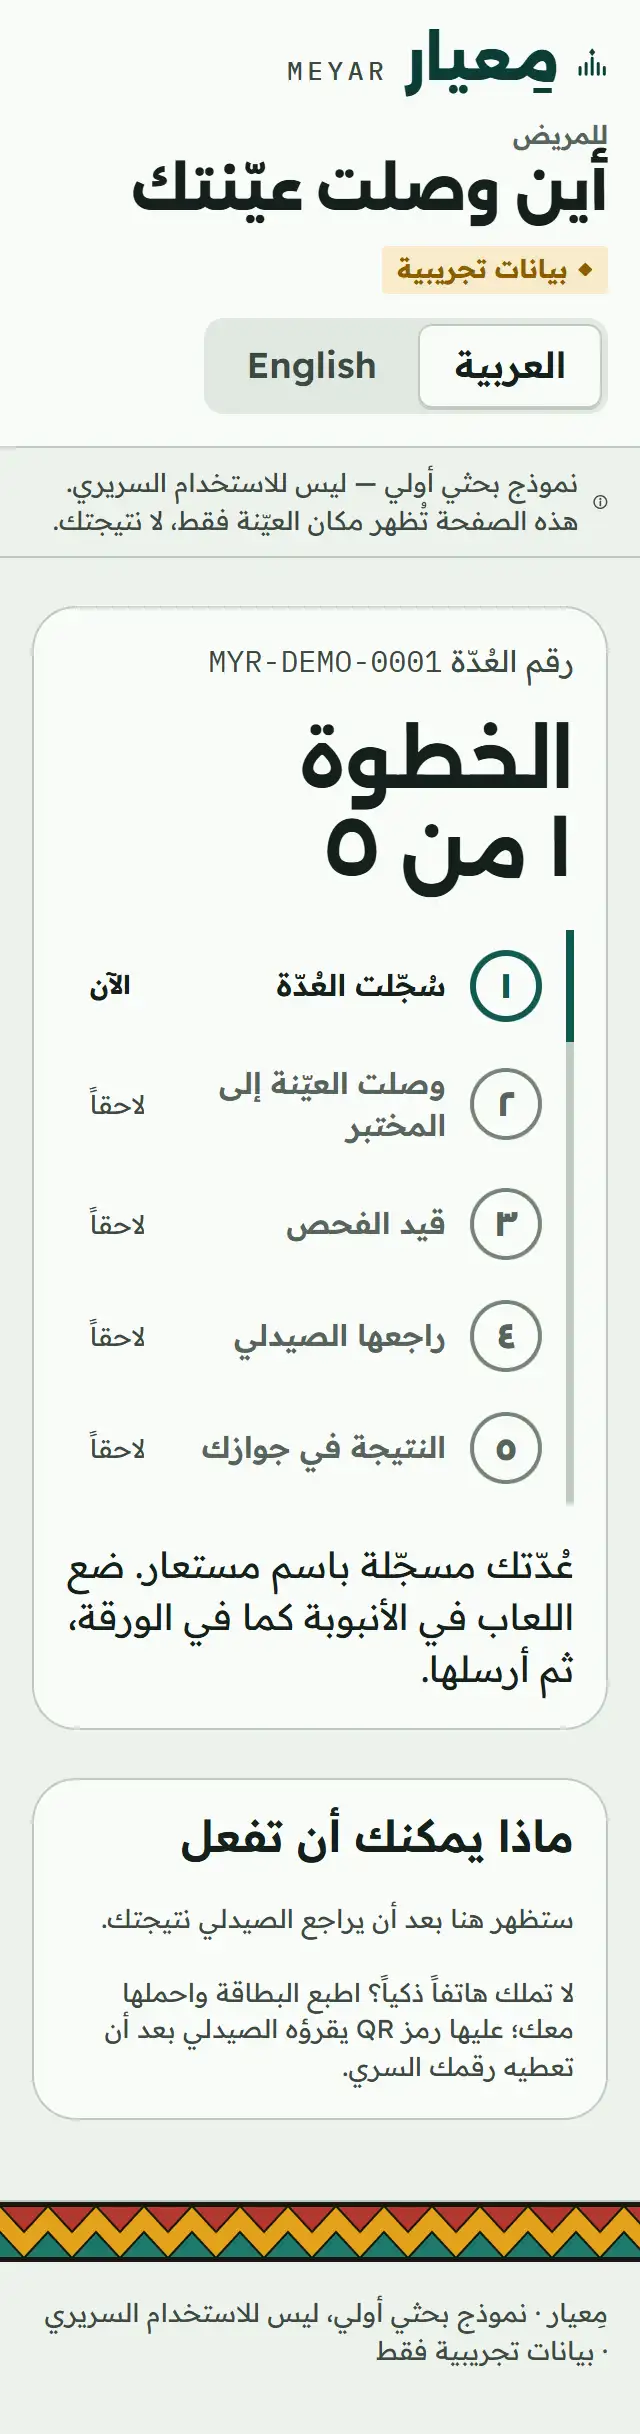 مِعيار MEYAR
للمريض
أين وصلت عيّنتك
بيانات تجريبية
العربية English
نموذج بحثي أولي — ليس للاستخدام السريري.
هذه الصفحة تُظهر مكان العيّنة فقط، لا نتيجتك.
رقم العُدّة MYR-DEMO-0001
الخطوة
١ من ٥
١ سُجّلت العُدّة الآن
٢ وصلت العيّنة إلى
المختبر لاحقاً
٣ قيد الفحص لاحقاً
٤ راجعها الصيدلي لاحقاً
٥ النتيجة في جوازك لاحقاً
عُدّتك مسجّلة باسم مستعار. ضع
اللعاب في الأنبوبة كما في الورقة،
ثم أرسلها.
ماذا يمكنك أن تفعل
ستظهر هنا بعد أن يراجع الصيدلي نتيجتك.
لا تملك هاتفاً ذكياً؟ اطبع البطاقة واحملها
معك؛ عليها رمز QR يقرؤه الصيدلي بعد أن
تعطيه رقمك السري.
مِعيار · نموذج بحثي أولي، ليس للاستخدام السريري
· بيانات تجريبية فقط